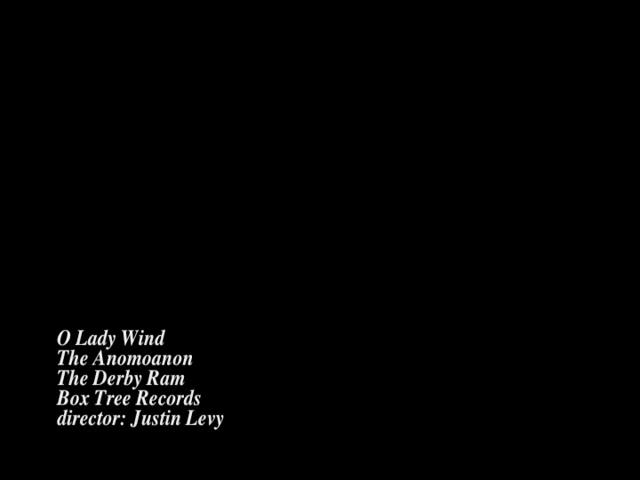 O Lady Wind
The Anomoanon
The Derby Ram
Box Tree Records
director: Justin Levy